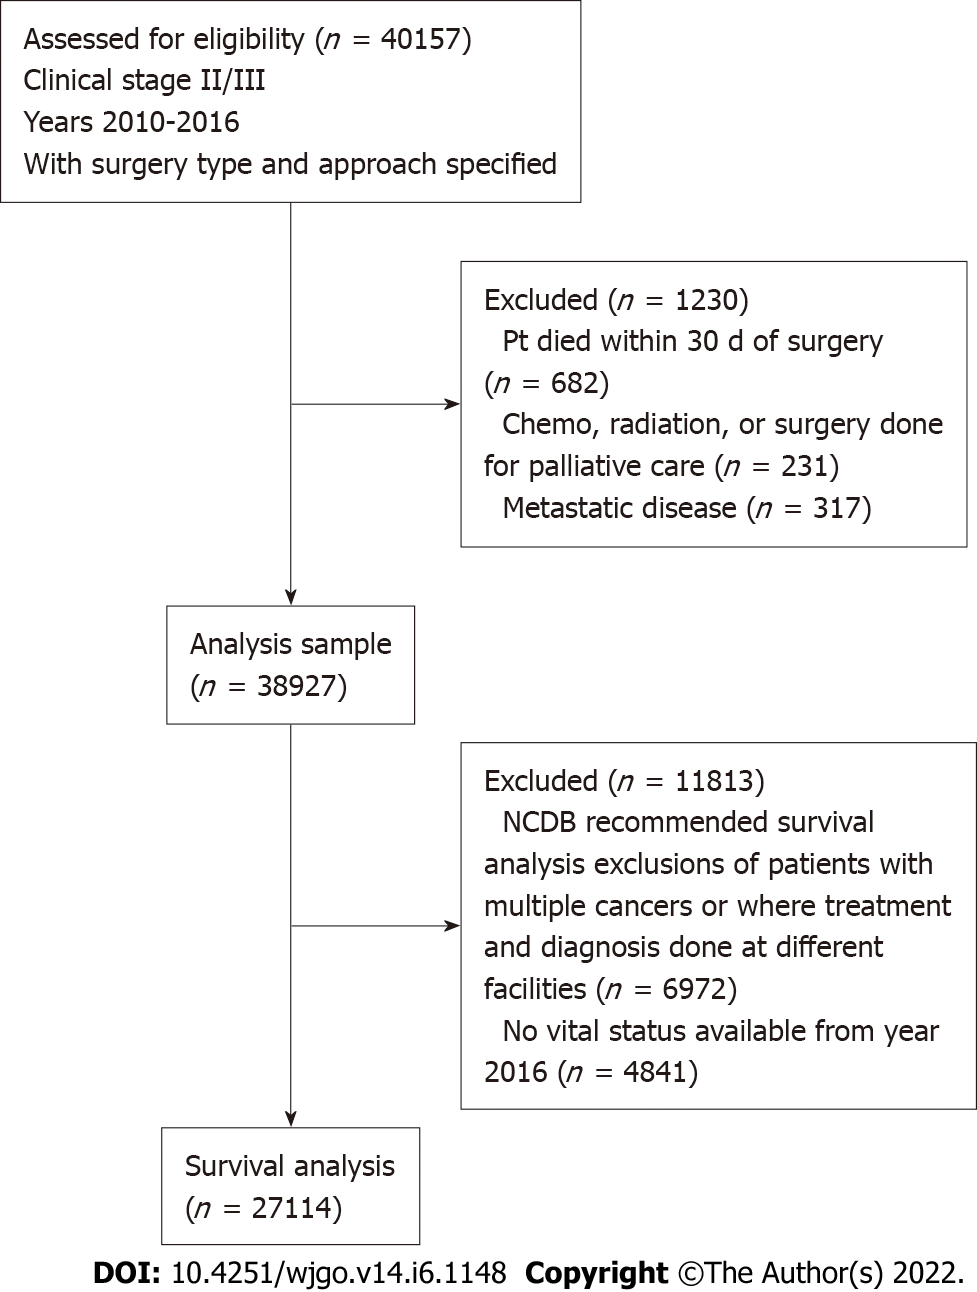 Assessed for eligibility (n = 40157)
Clinical stage II/III
Years 2010-2016
With surgery type and approach specified
Excluded (n = 1230)
Pt died within 30 d of surgery
(n = 682)
Chemo, radiation, or surgery done
for palliative care (n = 231)
Metastatic disease (n = 317)
Analysis sample
(n = 38927)
Excluded (n = 11813)
NCDB recommended survival
analysis exclusions of patients with
multiple cancers or where treatment
and diagnosis done at different
facilities (n = 6972)
No vital status available from year
2016 (n = 4841)
Survival analysis
(n = 27114)
DOI: 10.4251/wjgo.v14.i6.1148 Copyright ©The Author(s) 2022.